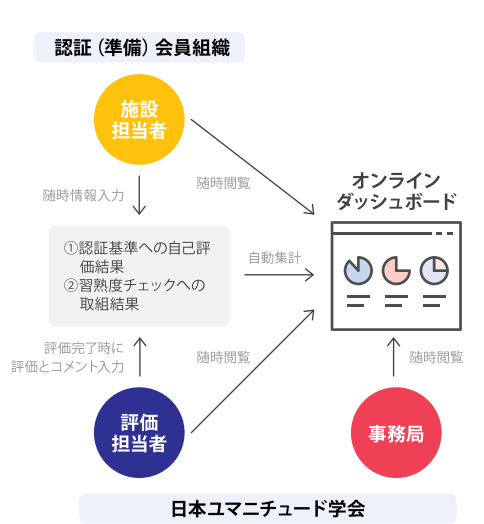 認証（準備）会員組織
施設
担当者
随時情報入力
随時閲覧
オンライン
ダッシュボード
①認証基準への自己評
価結果
②習熟度チェックへの
取組結果
自動集計
評価完了時に
評価とコメント入力
随時閲覧
随時閲覧
評価
担当者
事務局
日本ユマニチュード学会